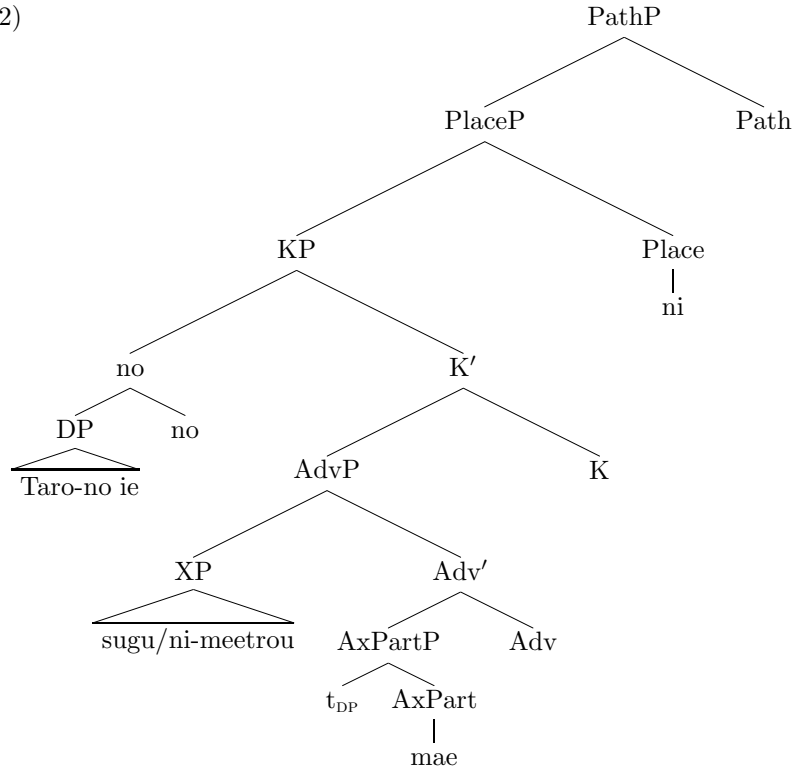 2)
PathP
PlaceP Path
KP Place
ni
no K′
DP no
Taro-no ie
AdvP K
XP Adv′
sugu/ni-meetrou
AxPartP Adv
t_DP AxPart
mae